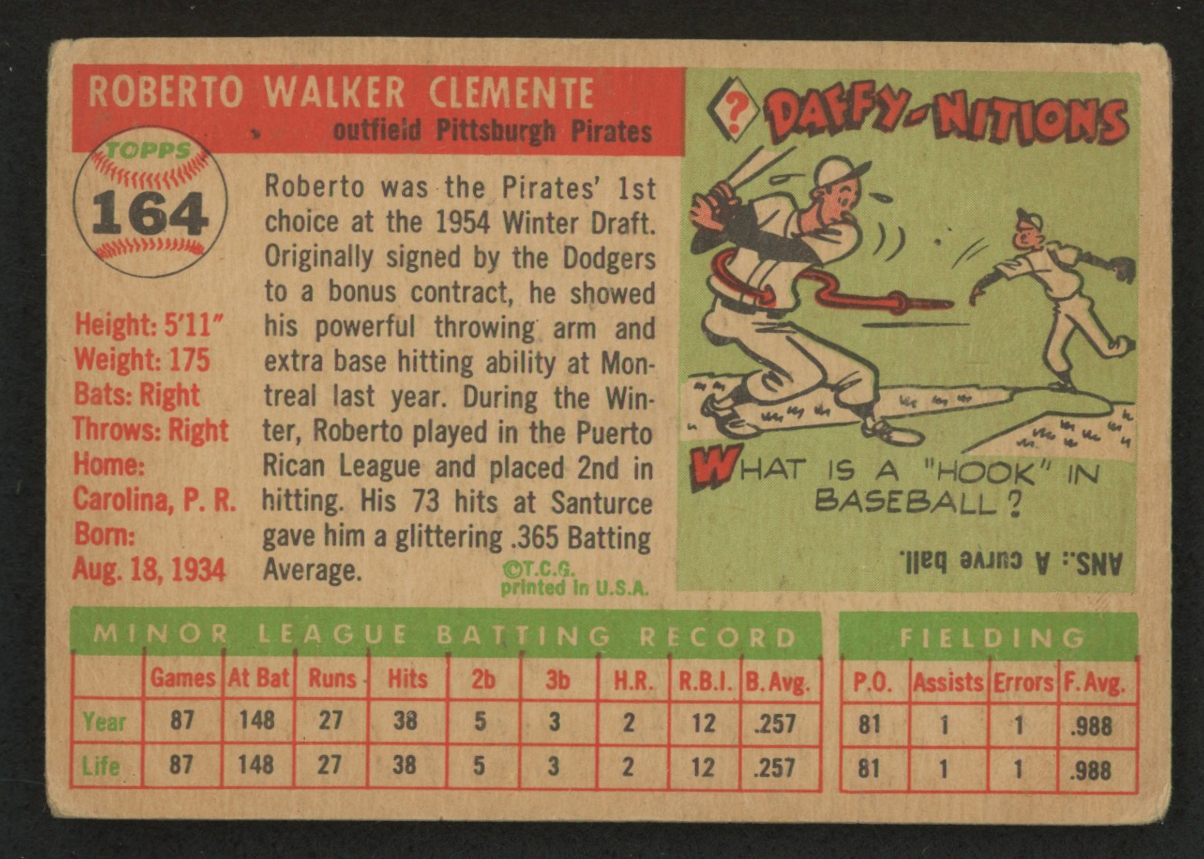 ROBERTO WALKER CLEMENTE
outfield Pittsburgh Pirates
TOPPS
164
Height: 5'11"
Weight: 175
Bats: Right
Throws: Right
Home:
Carolina, P. R.
Born:
Aug. 18, 1934
Roberto was the Pirates' 1st
choice at the 1954 Winter Draft.
Originally signed by the Dodgers
to a bonus contract, he showed
his powerful throwing arm and
extra base hitting ability at Mon-
treal last year. During the Win-
ter, Roberto played in the Puerto
Rican League and placed 2nd in
hitting. His 73 hits at Santurce
gave him a glittering .365 Batting
Average.
©T.C.G.
printed in U.S.A.
? DAFFY-NITIONS
WHAT IS A "HOOK" IN
BASEBALL?
ANS.: A curve ball.
MINOR LEAGUE BATTING RECORD
Games At Bat Runs Hits 2b 3b H.R. R.B.I. B. Avg.
Year 87 148 27 38 5 3 2 12 .257
Life 87 148 27 38 5 3 2 12 .257
FIELDING
P.O. Assists Errors F. Avg.
81 1 1 .988
81 1 1 .988